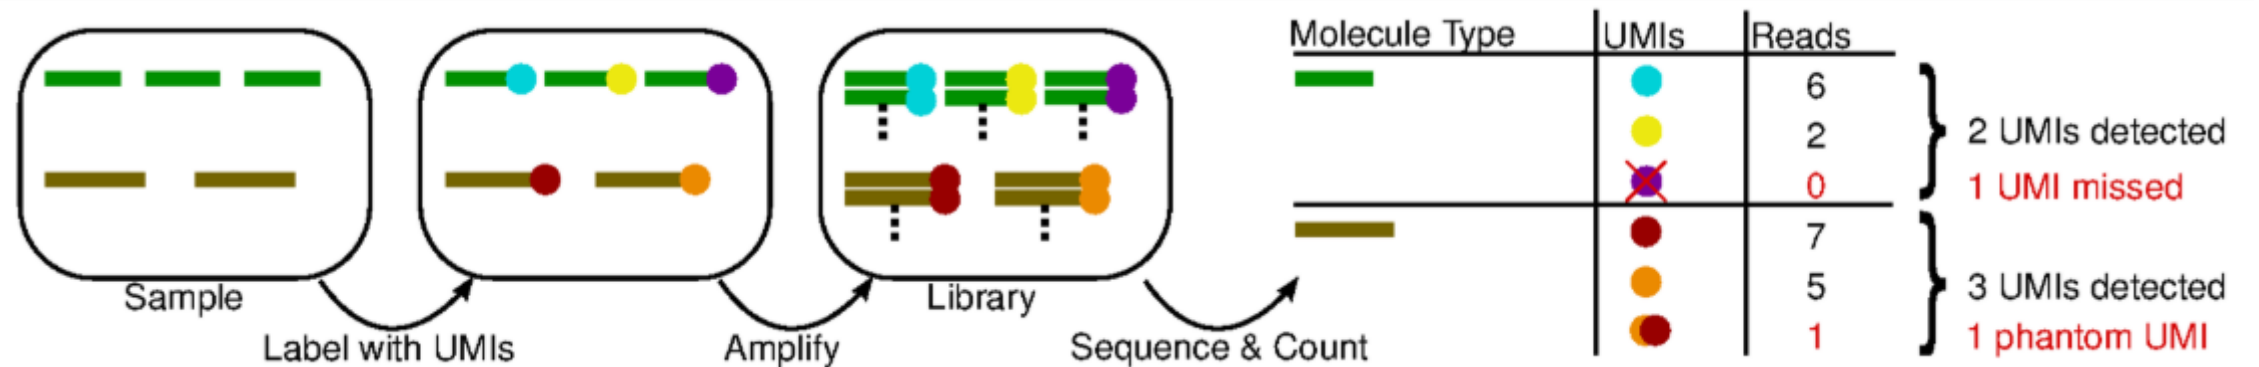 Molecule Type UMIs Reads
6
2
2 UMIs detected
0
1 UMI missed
7
5
3 UMIs detected
1
1 phantom UMI
Sample
Library
Label with UMIs
Amplify
Sequence & Count